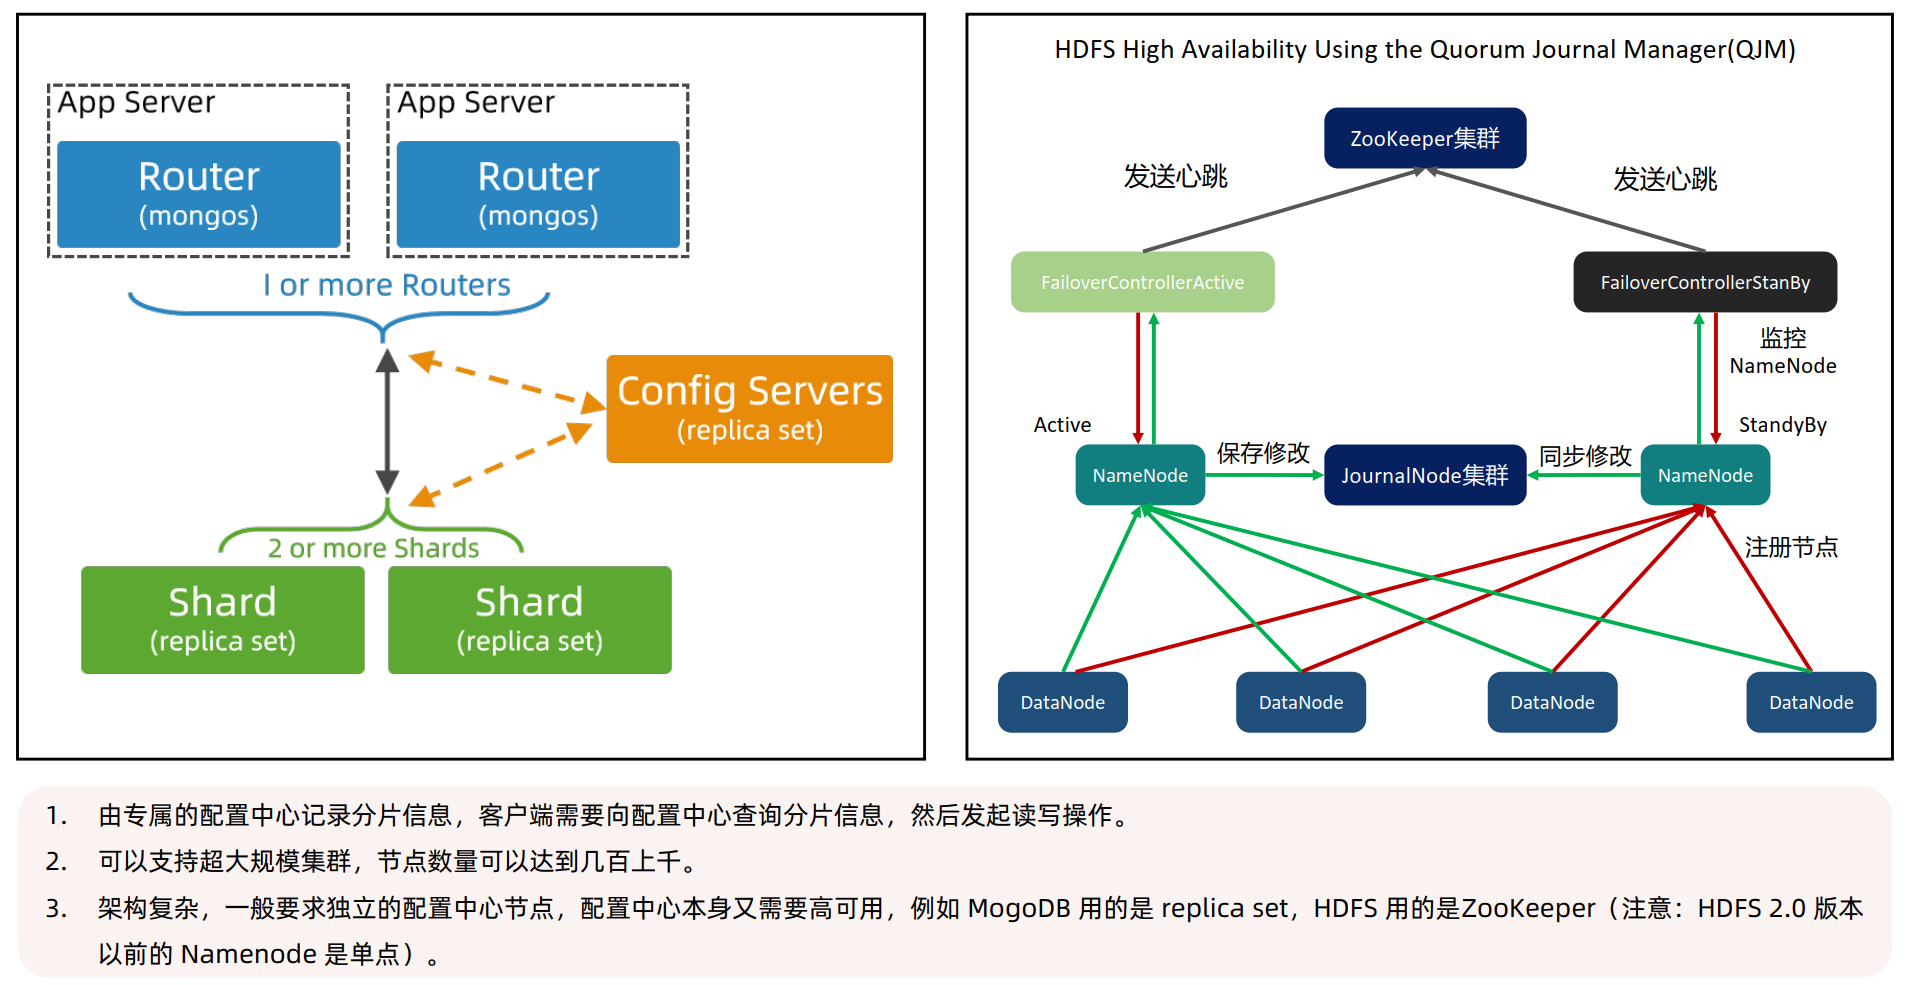 App Server
Router
(mongos)
App Server
Router
(mongos)
1 or more Routers
Config Servers
(replica set)
2 or more Shards
Shard
(replica set)
Shard
(replica set)
HDFS High Availability Using the Quorum Journal Manager(QJM)
ZooKeeper集群
发送心跳
发送心跳
FailoverControllerActive
FailoverControllerStanBy
监控
NameNode
Active
StandyBy
NameNode
保存修改
JournalNode集群
同步修改
NameNode
注册节点
DataNode
DataNode
DataNode
DataNode
1. 由专属的配置中心记录分片信息，客户端需要向配置中心查询分片信息，然后发起读写操作。
2. 可以支持超大规模集群，节点数量可以达到几百上千。
3. 架构复杂，一般要求独立的配置中心节点，配置中心本身又需要高可用，例如 MogoDB 用的是 replica set，HDFS 用的是ZooKeeper（注意：HDFS 2.0 版本
以前的 Namenode 是单点）。